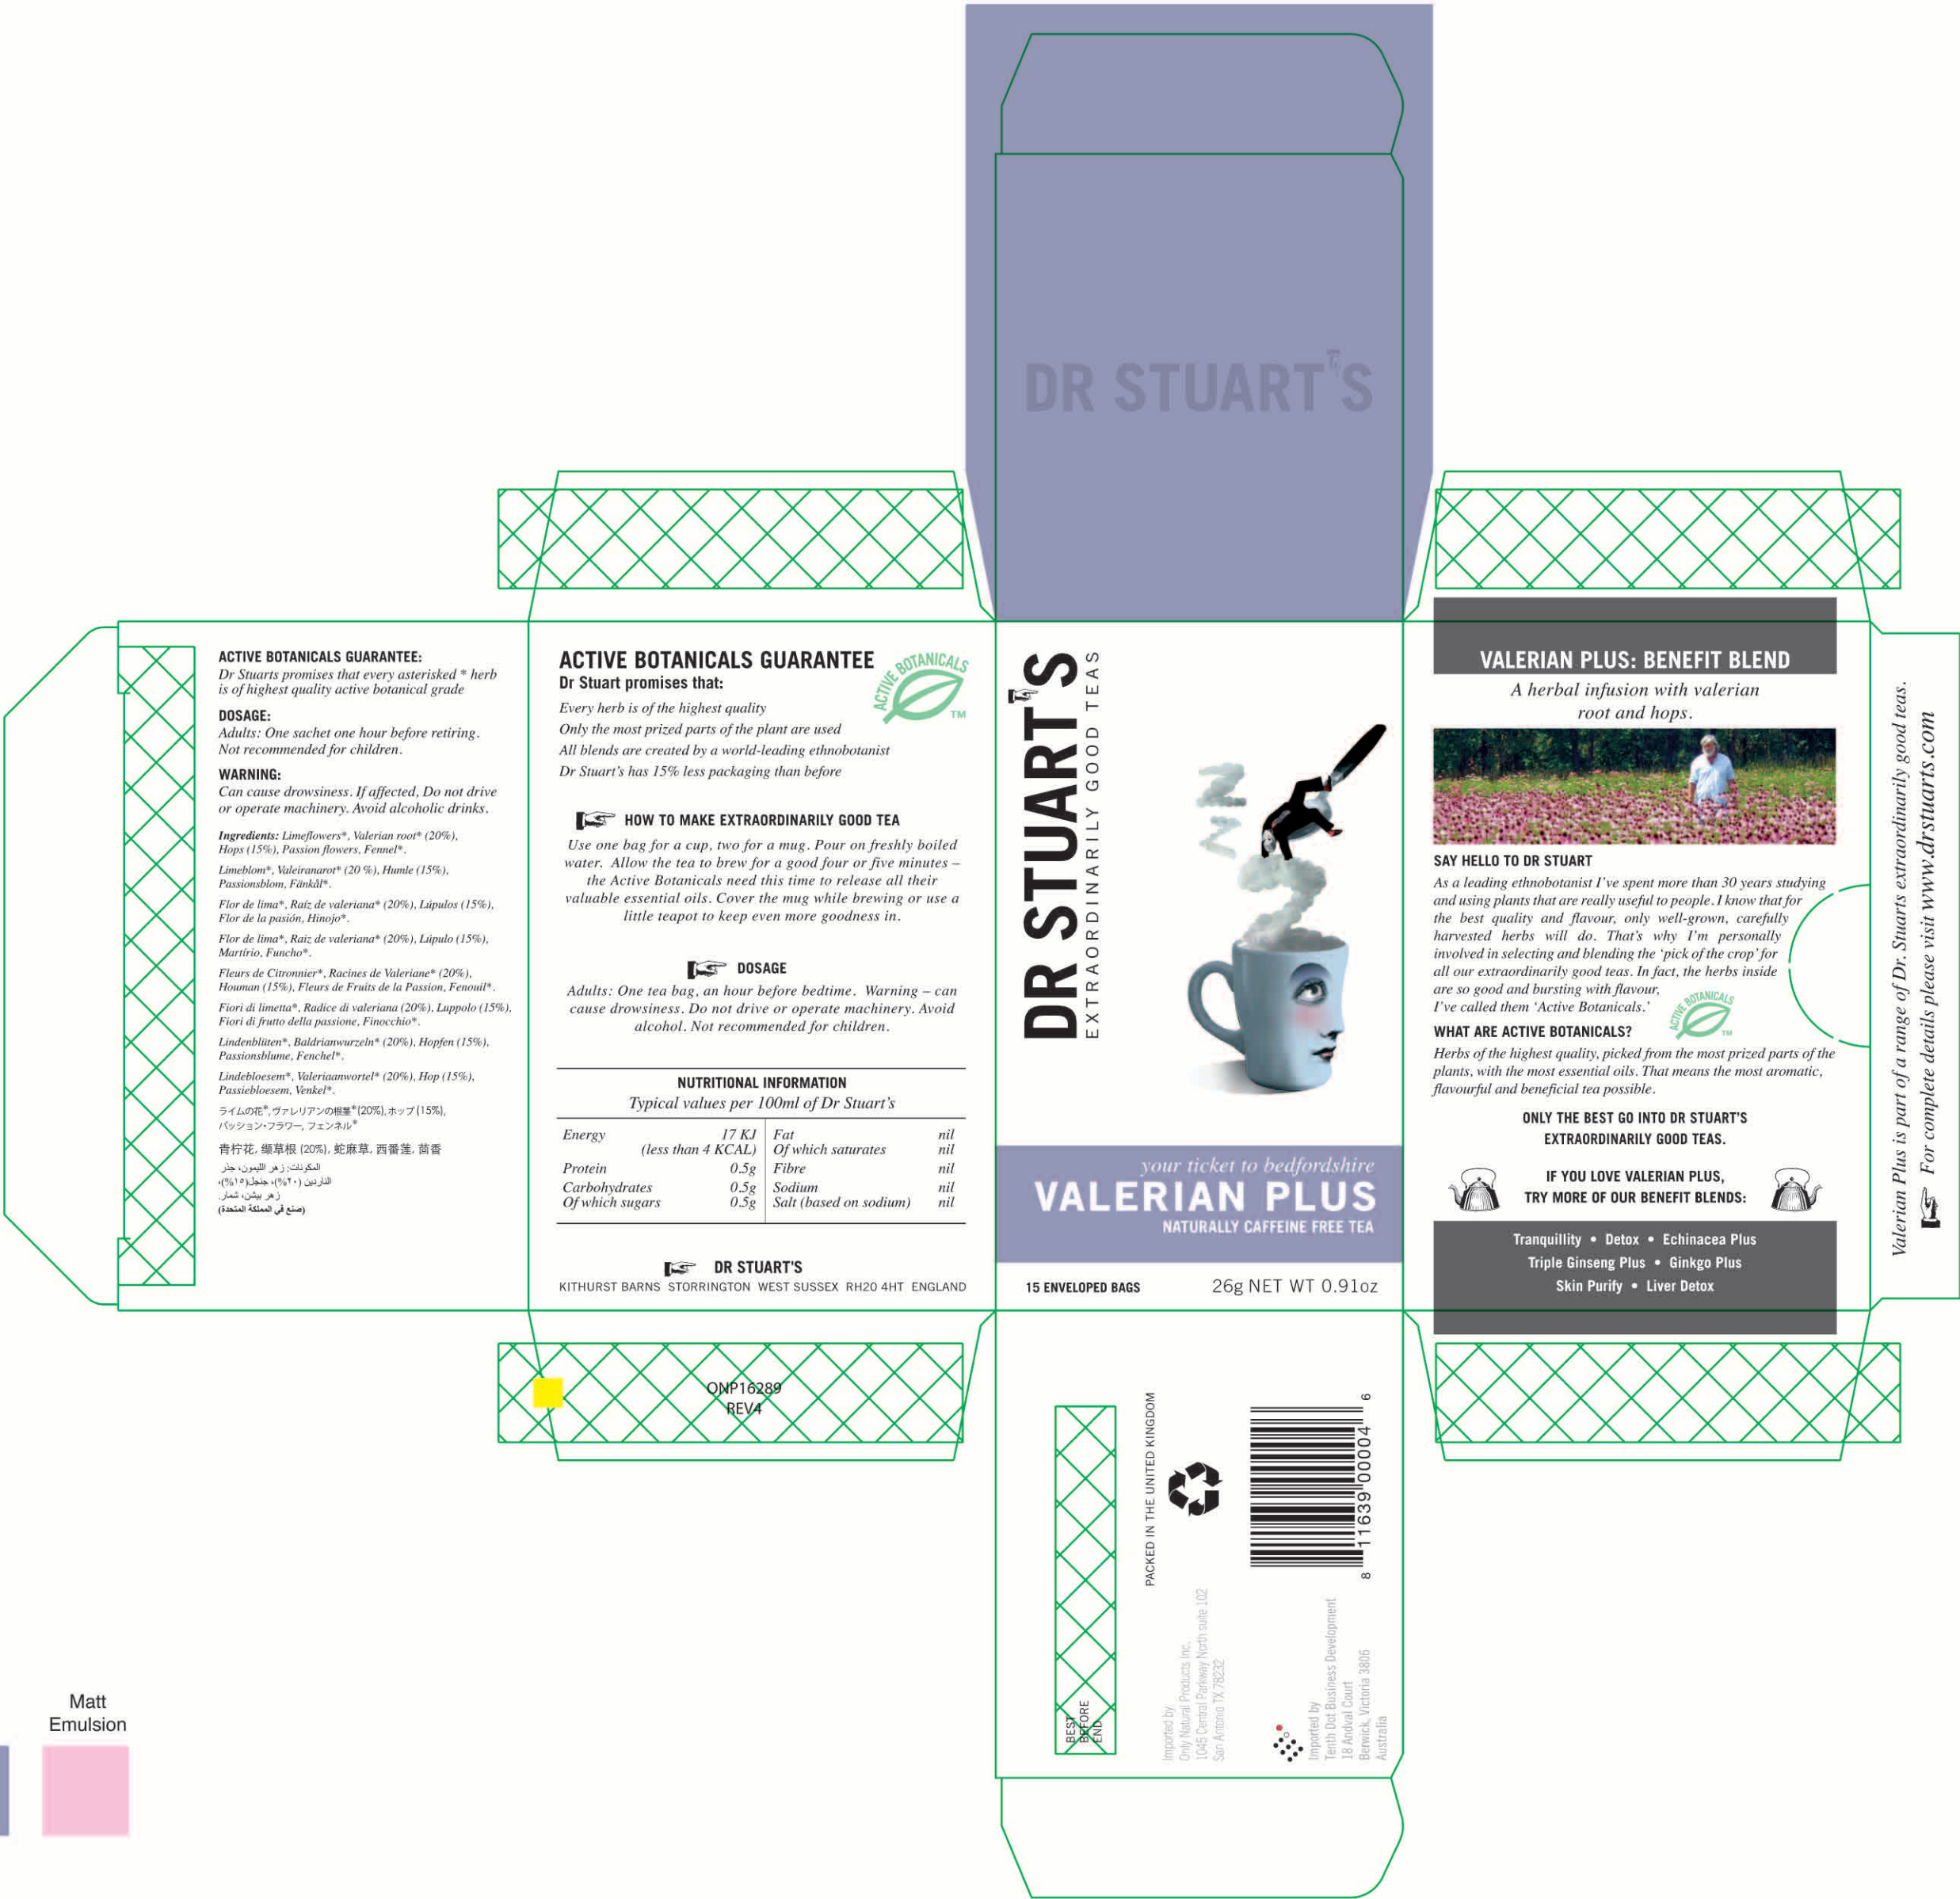 DR STUART'S
ACTIVE BOTANICALS GUARANTEE:
Dr Stuarts promises that every asterisked * herb
is of highest quality active botanical grade
DOSAGE:
Adults: One sachet one hour before retiring.
Not recommended for children.
WARNING:
Can cause drowsiness. If affected, Do not drive
or operate machinery. Avoid alcoholic drinks.
Ingredients: Limeflowers*, Valerian root* (20%),
Hops (15%), Passion flowers, Fennel*.
Limeblom*, Valeiranarot* (20 %), Humle (15%),
Passionsblom, Fänkål*.
Flor de lima*, Raíz de valeriana* (20%), Lúpulos (15%),
Flor de la pasión, Hinojo*.
Flor de lima*, Raiz de valeriana* (20%), Lúpulo (15%),
Martírio, Funcho*.
Fleurs de Citronnier*, Racines de Valeriane* (20%),
Houman (15%), Fleurs de Fruits de la Passion, Fenouil*.
Fiori di limetta*, Radice di valeriana (20%), Luppolo (15%),
Fiori di frutto della passione, Finocchio*.
Lindenblüten*, Baldrianwurzeln* (20%), Hopfen (15%),
Passionsblume, Fenchel*.
Lindebloesem*, Valeriaanwortel* (20%), Hop (15%),
Passiebloesem, Venkel*.
ライムの花*, ヴァレリアンの根茎*(20%), ホップ (15%),
パッション・フラワー, フェンネル*
青柠花, 缬草根 (20%), 蛇麻草, 西番莲, 茴香
المكونات: زهر الليمون، جذر
الناردين (٢٠%)، جنجل(١٥%)،
زهر بيشن، شمار.
(صنع في المملكة المتحدة)
ACTIVE BOTANICALS GUARANTEE
Dr Stuart promises that:
Every herb is of the highest quality
Only the most prized parts of the plant are used
All blends are created by a world-leading ethnobotanist
Dr Stuart's has 15% less packaging than before
ACTIVE BOTANICALS
TM
HOW TO MAKE EXTRAORDINARILY GOOD TEA
Use one bag for a cup, two for a mug. Pour on freshly boiled
water. Allow the tea to brew for a good four or five minutes –
the Active Botanicals need this time to release all their
valuable essential oils. Cover the mug while brewing or use a
little teapot to keep even more goodness in.
DOSAGE
Adults: One tea bag, an hour before bedtime. Warning – can
cause drowsiness. Do not drive or operate machinery. Avoid
alcohol. Not recommended for children.
NUTRITIONAL INFORMATION
Typical values per 100ml of Dr Stuart's
Energy 17 KJ Fat nil
(less than 4 KCAL) Of which saturates nil
Protein 0.5g Fibre nil
Carbohydrates 0.5g Sodium nil
Of which sugars 0.5g Salt (based on sodium) nil
DR STUART'S
KITHURST BARNS STORRINGTON WEST SUSSEX RH20 4HT ENGLAND
ONP16289
REV4
DR STUART'S
EXTRAORDINARILY GOOD TEAS
ZZ
your ticket to bedfordshire
VALERIAN PLUS
NATURALLY CAFFEINE FREE TEA
15 ENVELOPED BAGS 26g NET WT 0.91oz
VALERIAN PLUS: BENEFIT BLEND
A herbal infusion with valerian
root and hops.
SAY HELLO TO DR STUART
As a leading ethnobotanist I've spent more than 30 years studying
and using plants that are really useful to people. I know that for
the best quality and flavour, only well-grown, carefully
harvested herbs will do. That's why I'm personally
involved in selecting and blending the 'pick of the crop' for
all our extraordinarily good teas. In fact, the herbs inside
are so good and bursting with flavour,
I've called them 'Active Botanicals.'
ACTIVE BOTANICALS
TM
WHAT ARE ACTIVE BOTANICALS?
Herbs of the highest quality, picked from the most prized parts of the
plants, with the most essential oils. That means the most aromatic,
flavourful and beneficial tea possible.
ONLY THE BEST GO INTO DR STUART'S
EXTRAORDINARILY GOOD TEAS.
IF YOU LOVE VALERIAN PLUS,
TRY MORE OF OUR BENEFIT BLENDS:
Tranquillity • Detox • Echinacea Plus
Triple Ginseng Plus • Ginkgo Plus
Skin Purify • Liver Detox
Valerian Plus is part of a range of Dr. Stuarts extraordinarily good teas.
For complete details please visit www.drstuarts.com
BEST
BEFORE
END
PACKED IN THE UNITED KINGDOM
Imported by
Only Natural Products Inc.
1045 Central Parkway North suite 102
San Antonio TX 78232
8 11639 00004 6
Imported by
Tenth Dot Business Development
18 Andval Court
Berwick, Victoria 3806
Australia
Matt
Emulsion